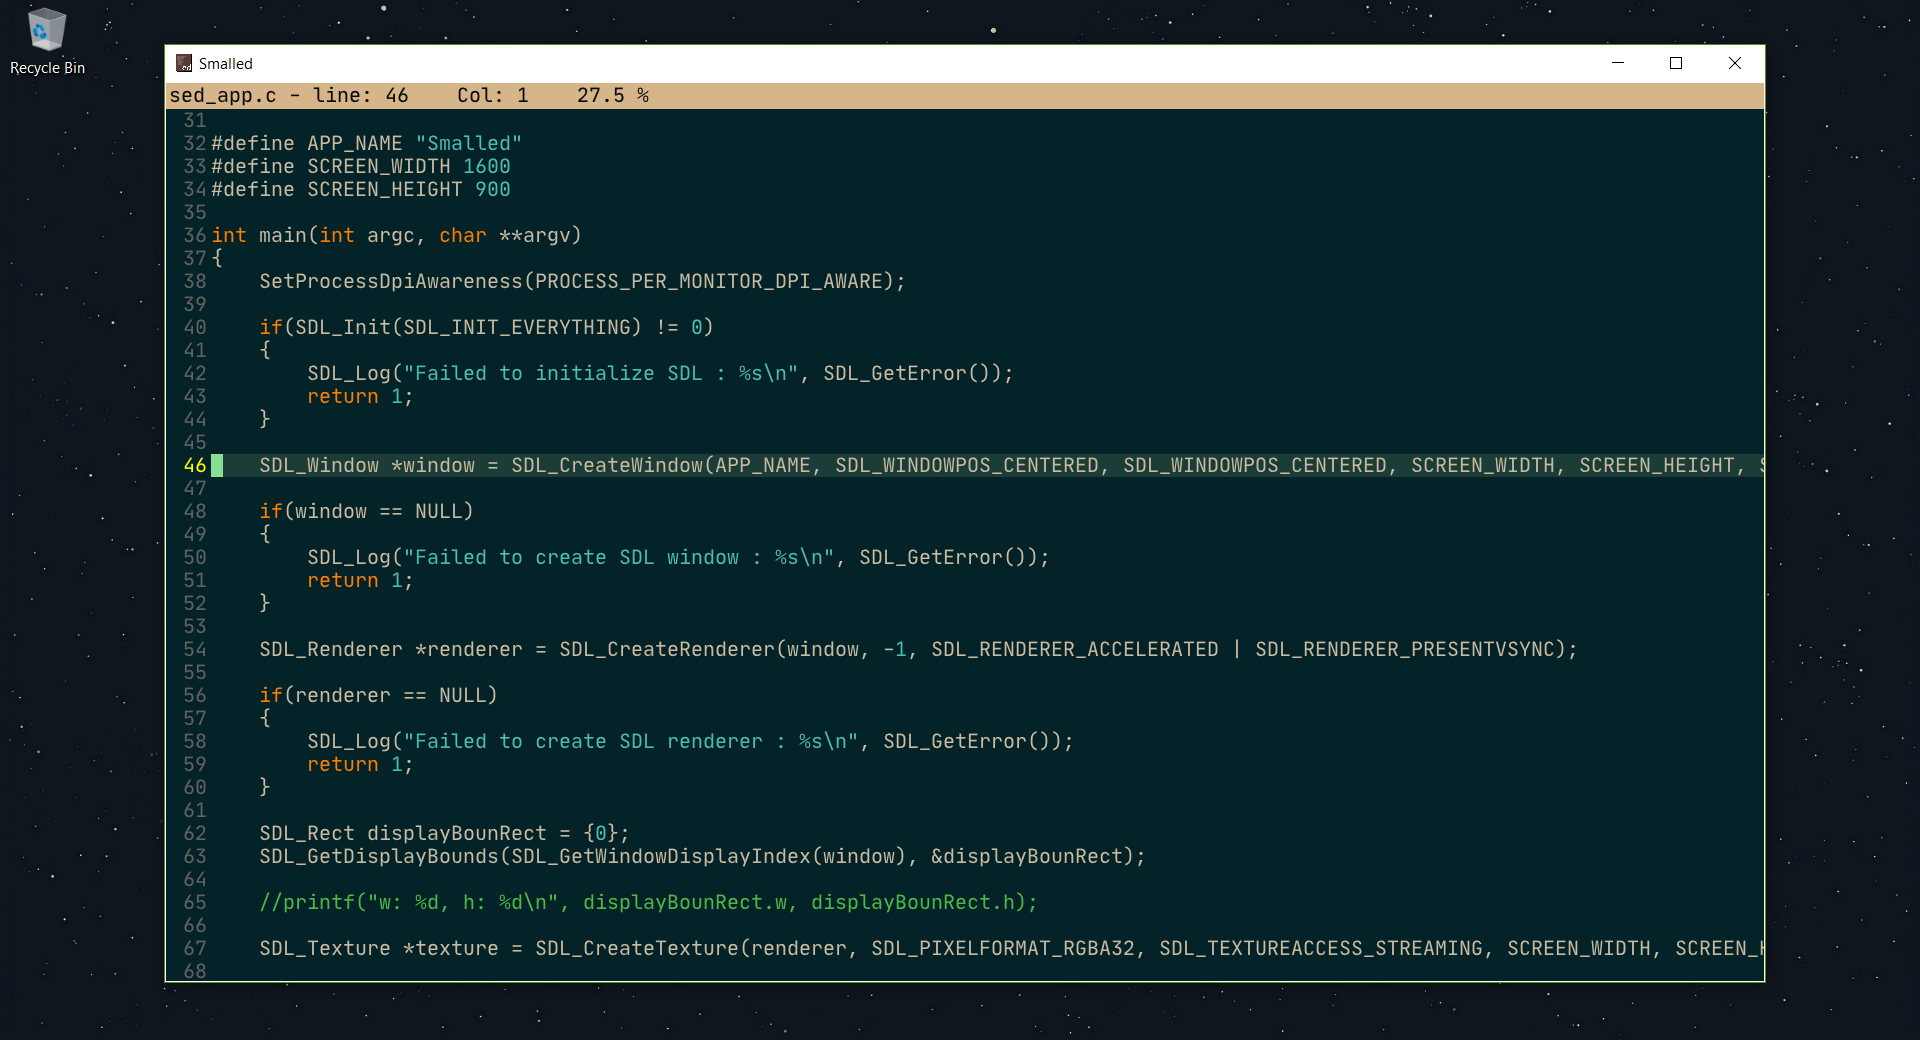 Recycle Bin
Smalled
sed_app.c - line: 46    Col: 1    27.5 %
31
32 #define APP_NAME "Smalled"
33 #define SCREEN_WIDTH 1600
34 #define SCREEN_HEIGHT 900
35
36 int main(int argc, char **argv)
37 {
38     SetProcessDpiAwareness(PROCESS_PER_MONITOR_DPI_AWARE);
39
40     if(SDL_Init(SDL_INIT_EVERYTHING) != 0)
41     {
42         SDL_Log("Failed to initialize SDL : %s\n", SDL_GetError());
43         return 1;
44     }
45
46     SDL_Window *window = SDL_CreateWindow(APP_NAME, SDL_WINDOWPOS_CENTERED, SDL_WINDOWPOS_CENTERED, SCREEN_WIDTH, SCREEN_HEIGHT,
47
48     if(window == NULL)
49     {
50         SDL_Log("Failed to create SDL window : %s\n", SDL_GetError());
51         return 1;
52     }
53
54     SDL_Renderer *renderer = SDL_CreateRenderer(window, -1, SDL_RENDERER_ACCELERATED | SDL_RENDERER_PRESENTVSYNC);
55
56     if(renderer == NULL)
57     {
58         SDL_Log("Failed to create SDL renderer : %s\n", SDL_GetError());
59         return 1;
60     }
61
62     SDL_Rect displayBounRect = {0};
63     SDL_GetDisplayBounds(SDL_GetWindowDisplayIndex(window), &displayBounRect);
64
65     //printf("w: %d, h: %d\n", displayBounRect.w, displayBounRect.h);
66
67     SDL_Texture *texture = SDL_CreateTexture(renderer, SDL_PIXELFORMAT_RGBA32, SDL_TEXTUREACCESS_STREAMING, SCREEN_WIDTH, SCREEN_
68